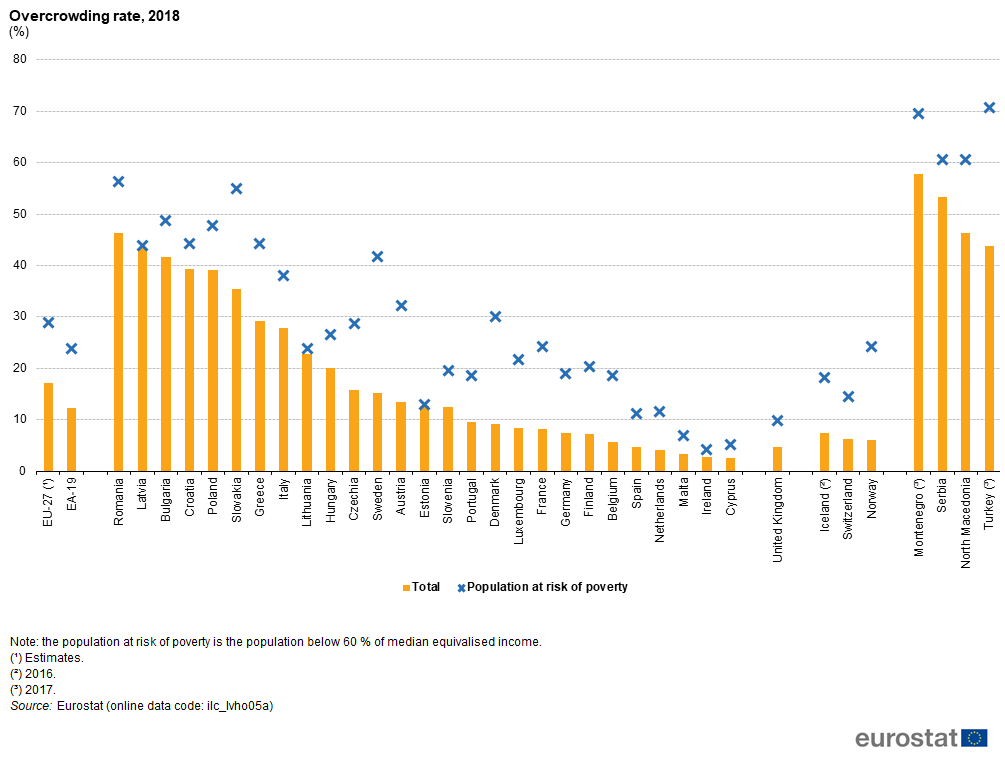 Overcrowding rate, 2018
(%)
80
70
60
50
40
30
20
10
0
EU-27 (¹)
EA-19
Romania
Latvia
Bulgaria
Croatia
Poland
Slovakia
Greece
Italy
Lithuania
Hungary
Czechia
Sweden
Austria
Estonia
Slovenia
Portugal
Denmark
Luxembourg
France
Germany
Finland
Belgium
Spain
Netherlands
Malta
Ireland
Cyprus
United Kingdom
Iceland (²)
Switzerland
Norway
Montenegro (³)
Serbia
North Macedonia
Turkey (³)
Total
Population at risk of poverty
Note: the population at risk of poverty is the population below 60 % of median equivalised income.
(¹) Estimates.
(²) 2016.
(³) 2017.
Source: Eurostat (online data code: ilc_lvho05a)
eurostat